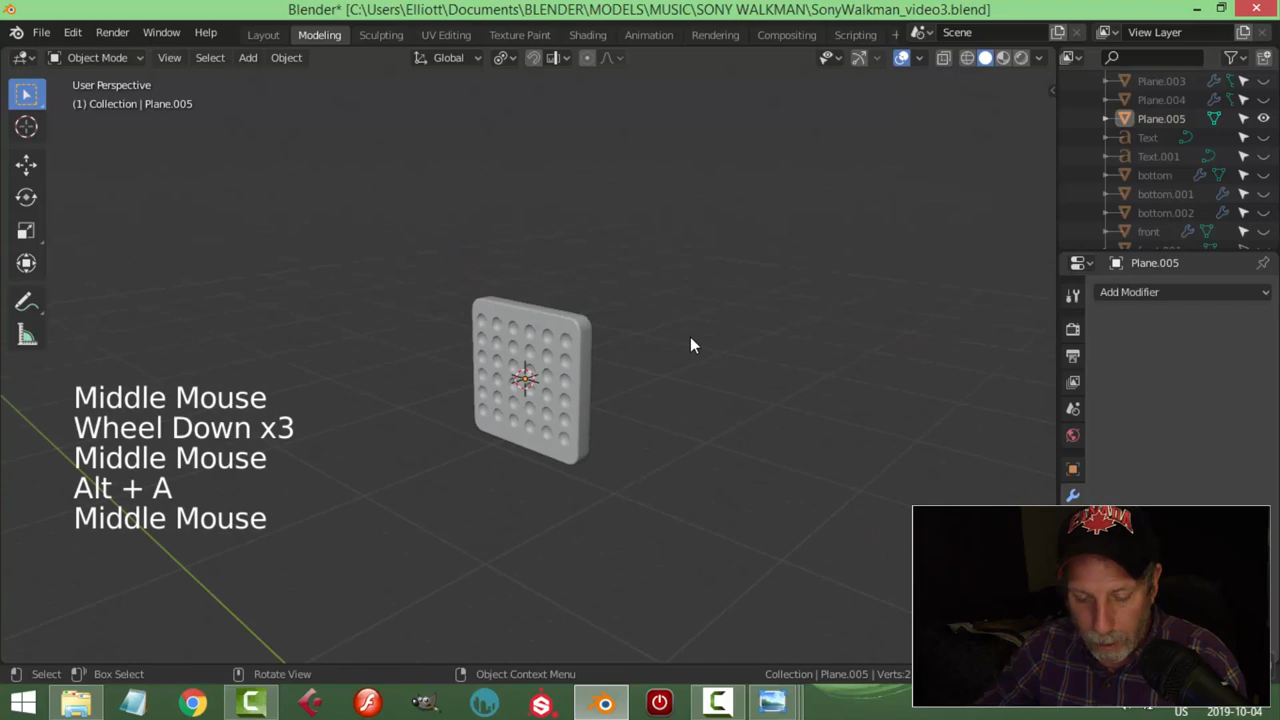 Blender* [C:\Users\Elliott\Documents\BLENDER\MODELS\MUSIC\SONY WALKMAN\SonyWalkman_video3.blend]
File Edit Render Window Help Layout Modeling Sculpting UV Editing Texture Paint Shading Animation Rendering Compositing Scripting + Scene View Layer
Object Mode View Select Add Object Global
User Perspective
(1) Collection | Plane.005
Plane.003
Plane.004
Plane.005
Text
Text.001
bottom
bottom.001
bottom.002
front
Plane.005
Add Modifier
Middle Mouse
Wheel Down x3
Middle Mouse
Alt + A
Middle Mouse
CANADA
Select Box Select Rotate View Object Context Menu Collection | Plane.005 | Verts:2
2019-10-04